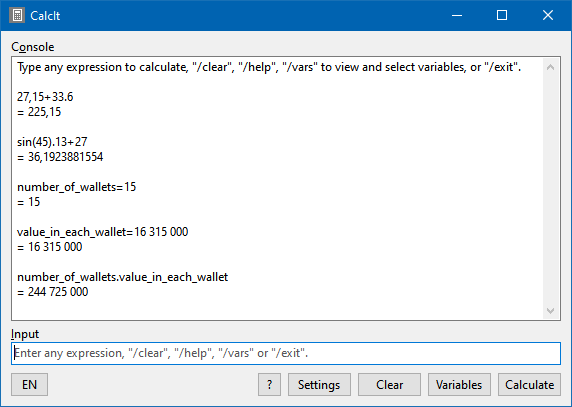 CalcIt
Console
Type any expression to calculate, "/clear", "/help", "/vars" to view and select variables, or "/exit".
27,15+33.6
= 225,15
sin(45).13+27
= 36,1923881554
number_of_wallets=15
= 15
value_in_each_wallet=16 315 000
= 16 315 000
number_of_wallets.value_in_each_wallet
= 244 725 000
Input
Enter any expression, "/clear", "/help", "/vars" or "/exit".
EN ? Settings Clear Variables Calculate